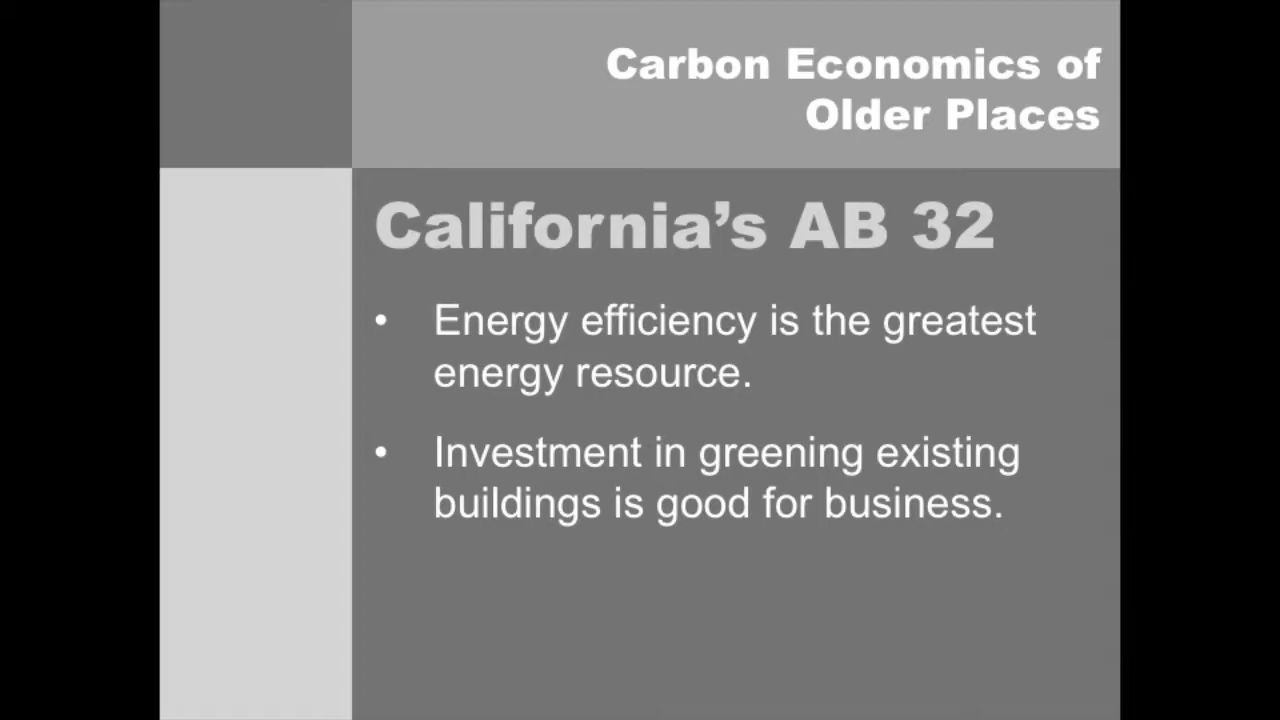 Carbon Economics of
Older Places
California’s AB 32
• Energy efficiency is the greatest
energy resource.
• Investment in greening existing
buildings is good for business.